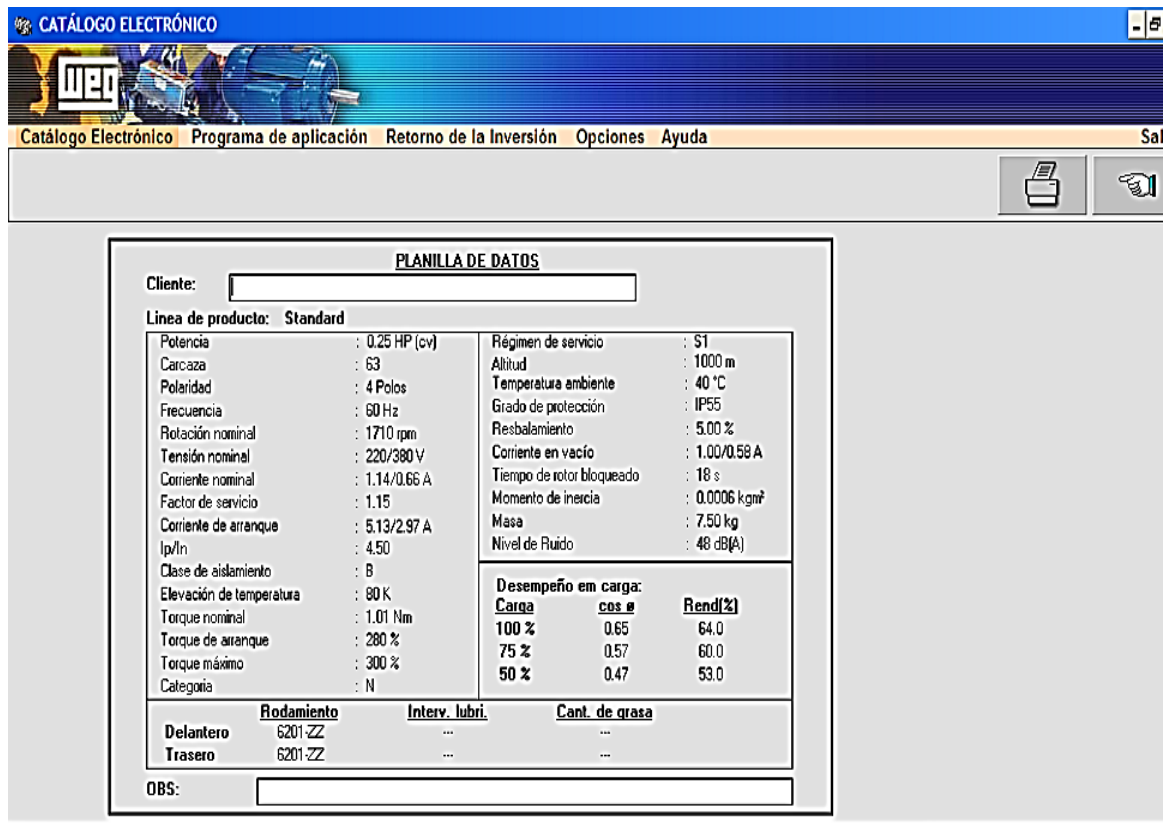 CATÁLOGO ELECTRÓNICO
weg
Catálogo Electrónico Programa de aplicación Retorno de la Inversión Opciones Ayuda Sal
PLANILLA DE DATOS
Cliente:
Linea de producto: Standard
Potencia : 0.25 HP (cv)
Carcaza : 63
Polaridad : 4 Polos
Frecuencia : 60 Hz
Rotación nominal : 1710 rpm
Tensión nominal : 220/380 V
Corriente nominal : 1.14/0.66 A
Factor de servicio : 1.15
Corriente de arranque : 5.13/2.97 A
Ip/In : 4.50
Clase de aislamiento : B
Elevación de temperatura : 80 K
Torque nominal : 1.01 Nm
Torque de arranque : 280 %
Torque máximo : 300 %
Categoria : N
Régimen de servicio : S1
Altitud : 1000 m
Temperatura ambiente : 40 °C
Grado de protección : IP55
Resbalamiento : 5.00 %
Corriente en vacío : 1.00/0.58 A
Tiempo de rotor bloqueado : 18 s
Momento de inercia : 0.0006 kgm²
Masa : 7.50 kg
Nivel de Ruido : 48 dB(A)
Desempeño em carga:
Carga cos ø Rend(%)
100 % 0.65 64.0
75 % 0.57 60.0
50 % 0.47 53.0
Rodamiento Interv. lubri. Cant. de grasa
Delantero 6201-ZZ --- ---
Trasero 6201-ZZ --- ---
OBS: